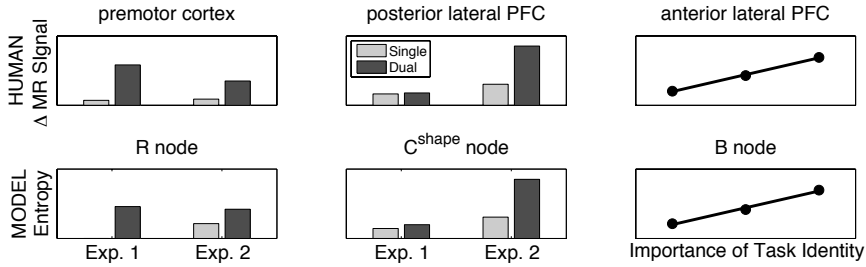 premotor cortex
posterior lateral PFC
anterior lateral PFC
HUMAN
Δ MR SIgnal
Single
Dual
R node
C^shape node
B node
MODEL
Entropy
Exp. 1 Exp. 2
Exp. 1 Exp. 2
Importance of Task Identity